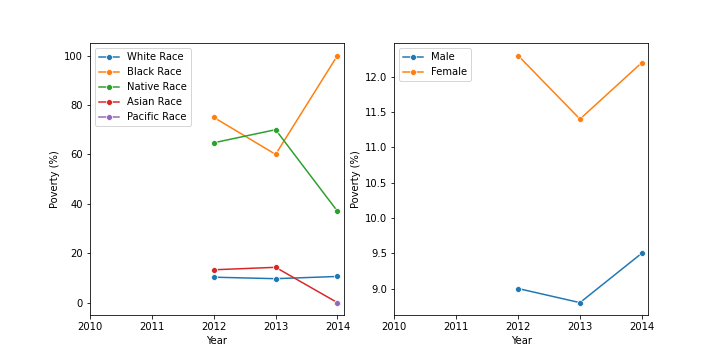 White Race
Black Race
Native Race
Asian Race
Pacific Race
100
80
60
40
20
0
Poverty (%)
2010
2011
2012
2013
2014
Year
Male
Female
12.0
11.5
11.0
10.5
10.0
9.5
9.0
Poverty (%)
2010
2011
2012
2013
2014
Year